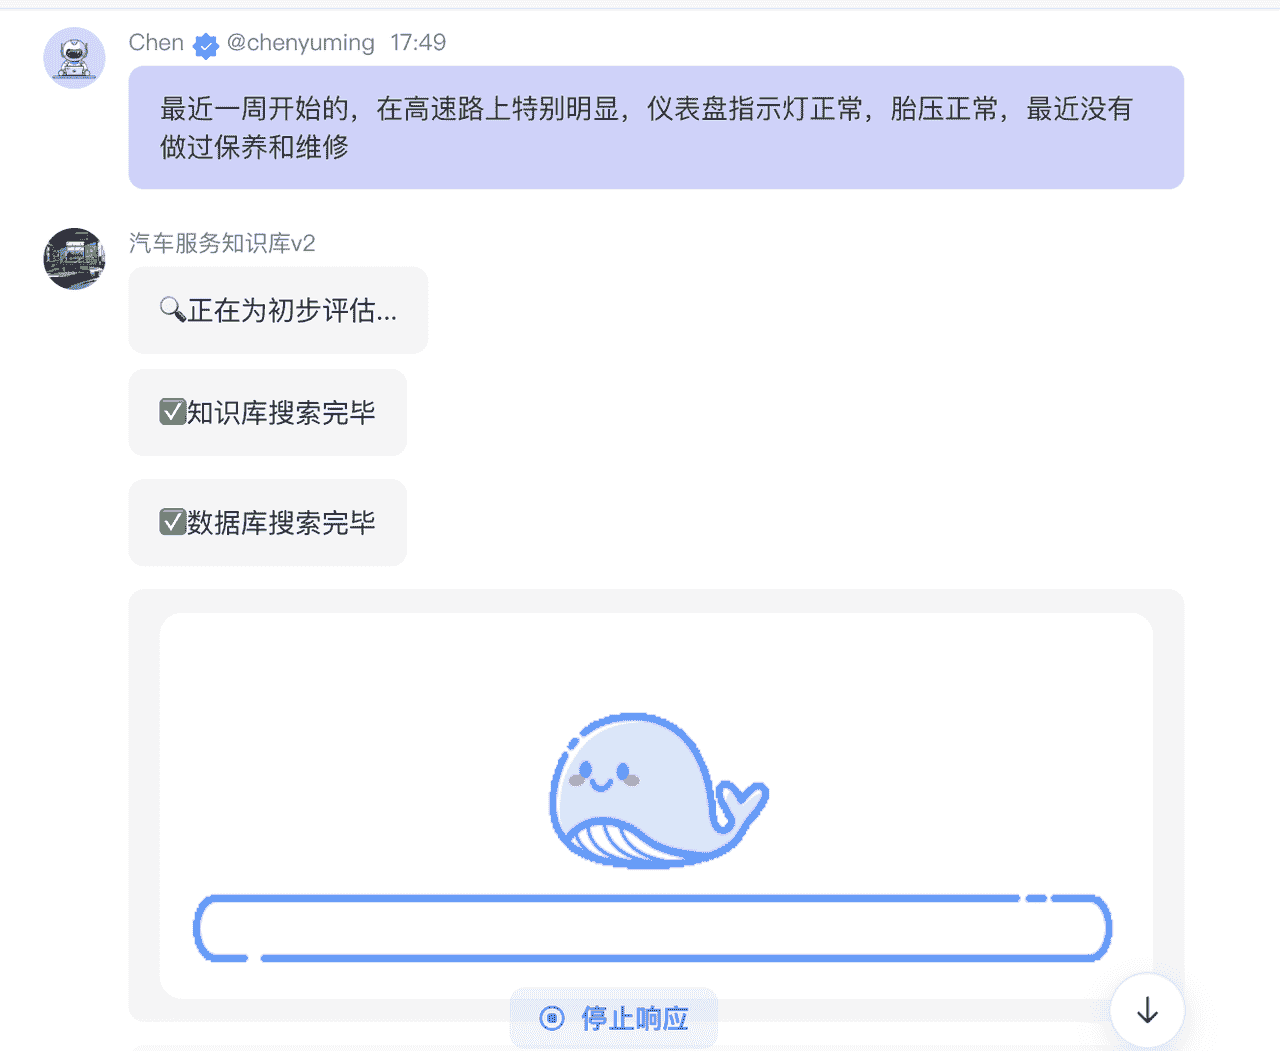 Chen @chenyuming 17:49
最近一周开始的，在高速路上特别明显，仪表盘指示灯正常，胎压正常，最近没有
做过保养和维修
汽车服务知识库v2
🔍正在为初步评估...
✅知识库搜索完毕
✅数据库搜索完毕
停止响应